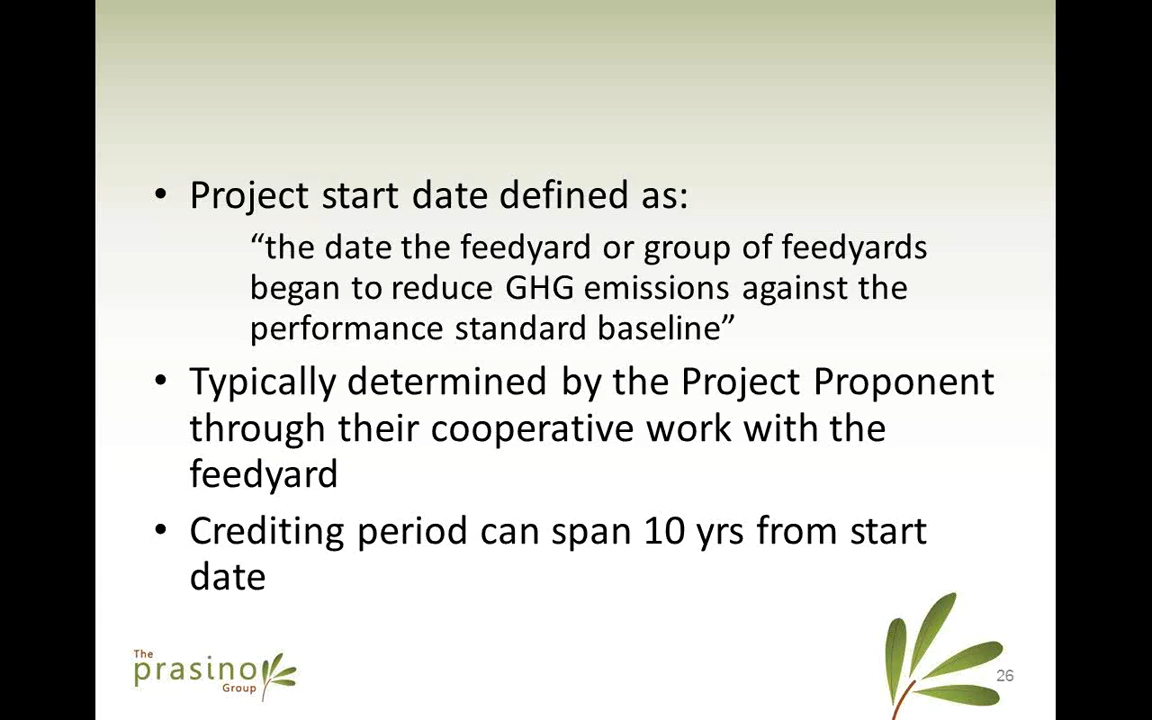 • Project start date defined as:
“the date the feedyard or group of feedyards
began to reduce GHG emissions against the
performance standard baseline”
• Typically determined by the Project Proponent
through their cooperative work with the
feedyard
• Crediting period can span 10 yrs from start
date
The
prasino
Group
26